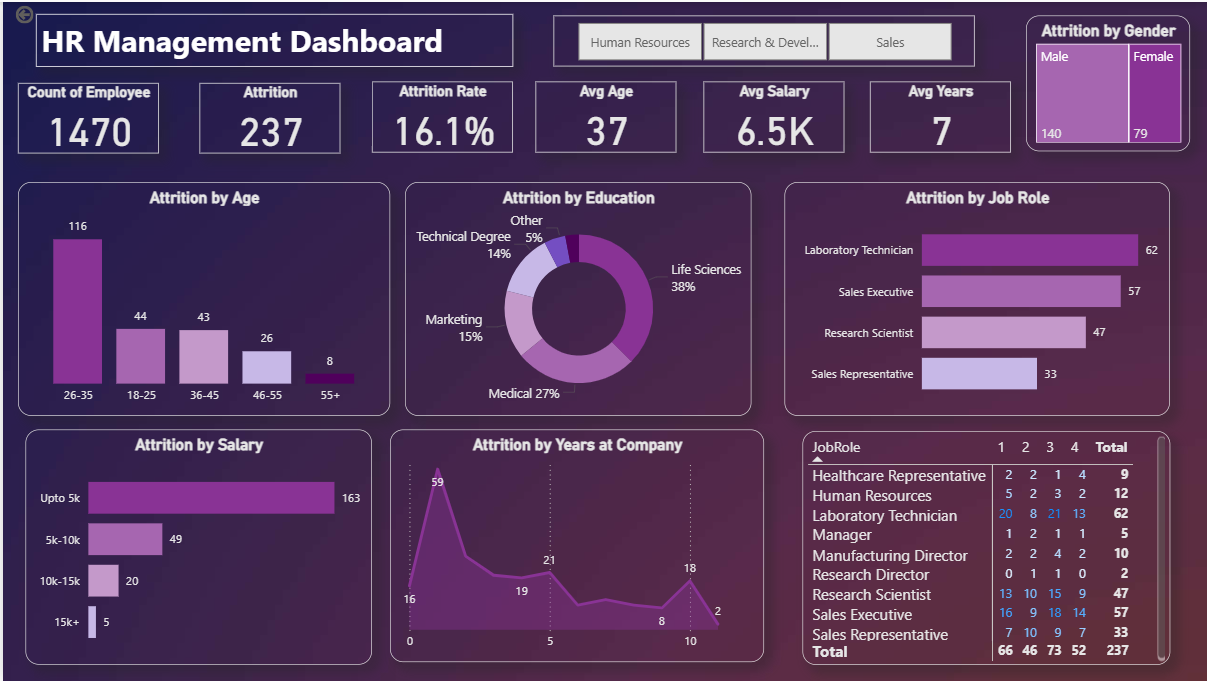 HR Management Dashboard
Human Resources
Research & Devel...
Sales
Attrition by Gender
Male
Female
140
79
Count of Employee
1470
Attrition
237
Attrition Rate
16.1%
Avg Age
37
Avg Salary
6.5K
Avg Years
7
Attrition by Age
116
44
43
26
8
26-35
18-25
36-45
46-55
55+
Attrition by Education
Other
5%
Technical Degree
14%
Life Sciences
38%
Marketing
15%
Medical 27%
Attrition by Job Role
Laboratory Technician 62
Sales Executive 57
Research Scientist 47
Sales Representative 33
Attrition by Salary
Upto 5k 163
5k-10k 49
10k-15k 20
15k+ 5
Attrition by Years at Company
59
21
18
16
19
8
2
0
5
10
JobRole 1 2 3 4 Total
Healthcare Representative 2 2 1 4 9
Human Resources 5 2 3 2 12
Laboratory Technician 20 8 21 13 62
Manager 1 2 1 1 5
Manufacturing Director 2 2 4 2 10
Research Director 0 1 1 0 2
Research Scientist 13 10 15 9 47
Sales Executive 16 9 18 14 57
Sales Representative 7 10 9 7 33
Total 66 46 73 52 237